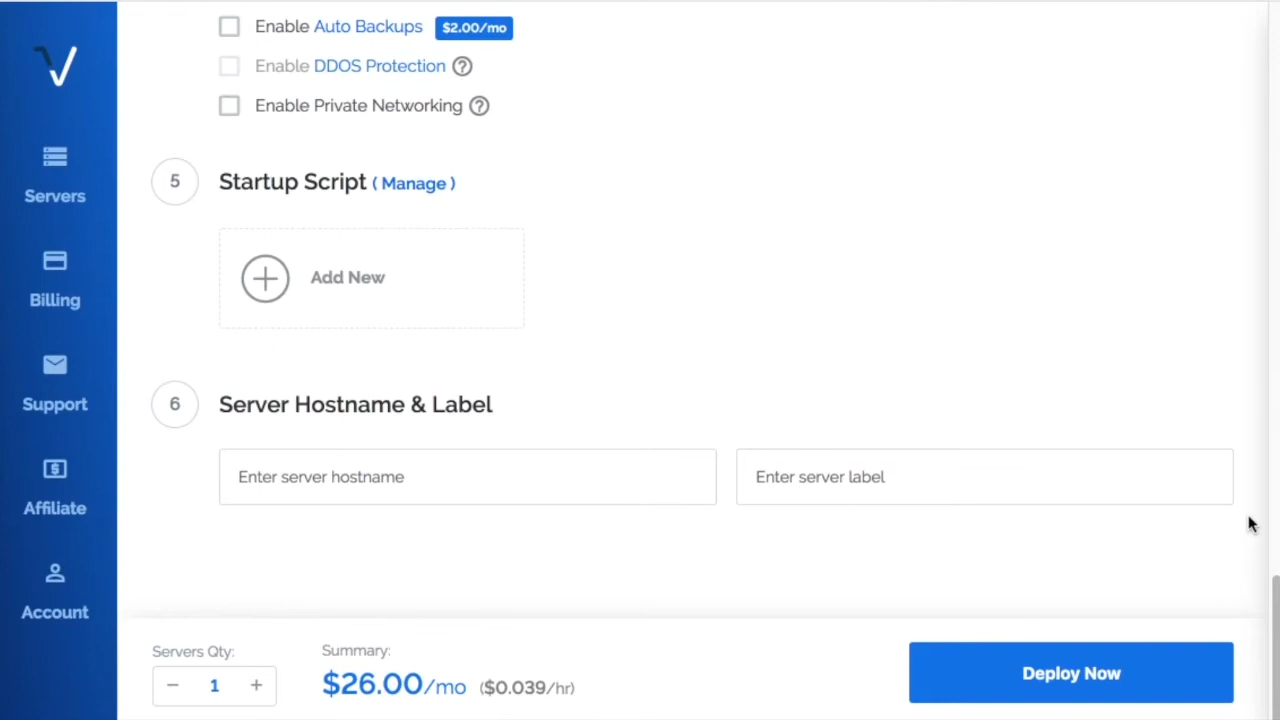 Enable Auto Backups $2.00/mo
Enable DDOS Protection ?
Enable Private Networking ?
Servers
Billing
Support
Affiliate
Account
5 Startup Script ( Manage )
Add New
6 Server Hostname & Label
Enter server hostname
Enter server label
Servers Qty:
1
Summary:
$26.00/mo ($0.039/hr)
Deploy Now